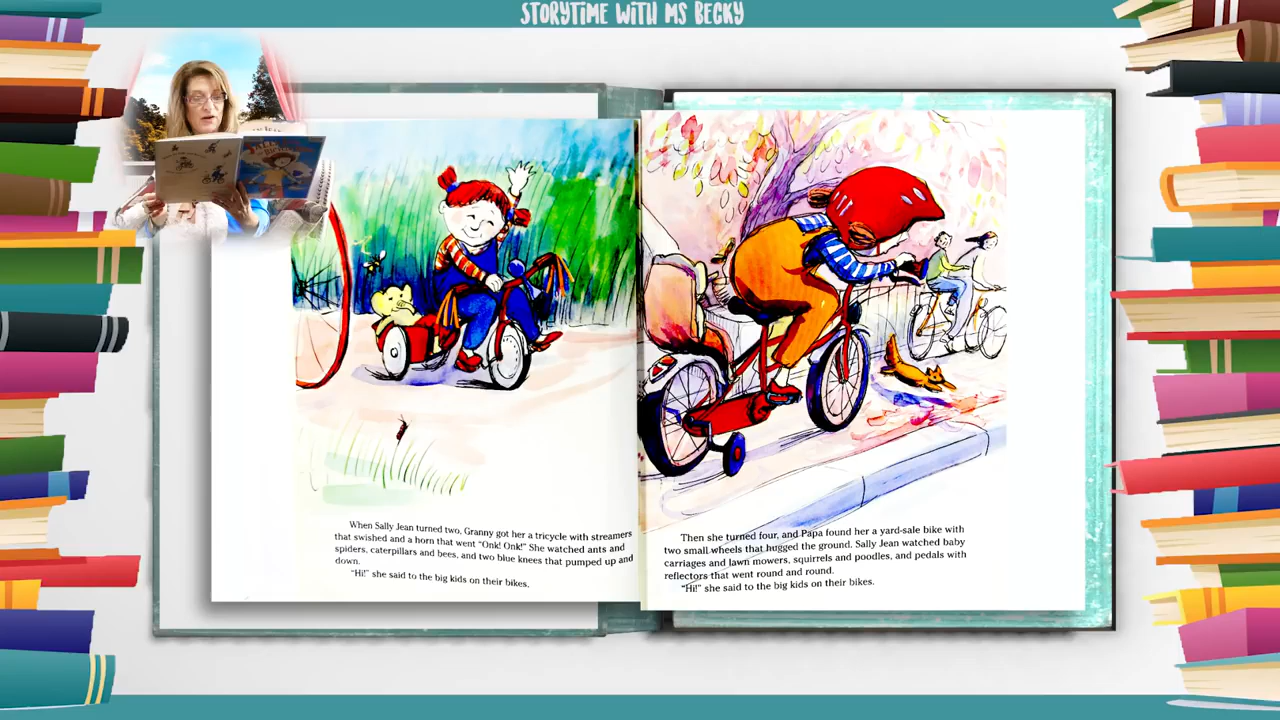 STORYTIME WITH MS BECKY
When Sally Jean turned two, Granny got her a tricycle with streamers
that swished and a horn that went "Onk! Onk!" She watched ants and
spiders, caterpillars and bees, and two blue knees that pumped up and
down.
"Hi!" she said to the big kids on their bikes.
Then she turned four, and Papa found her a yard-sale bike with
two small wheels that hugged the ground. Sally Jean watched baby
carriages and lawn mowers, squirrels and poodles, and pedals with
reflectors that went round and round.
"Hi!" she said to the big kids on their bikes.